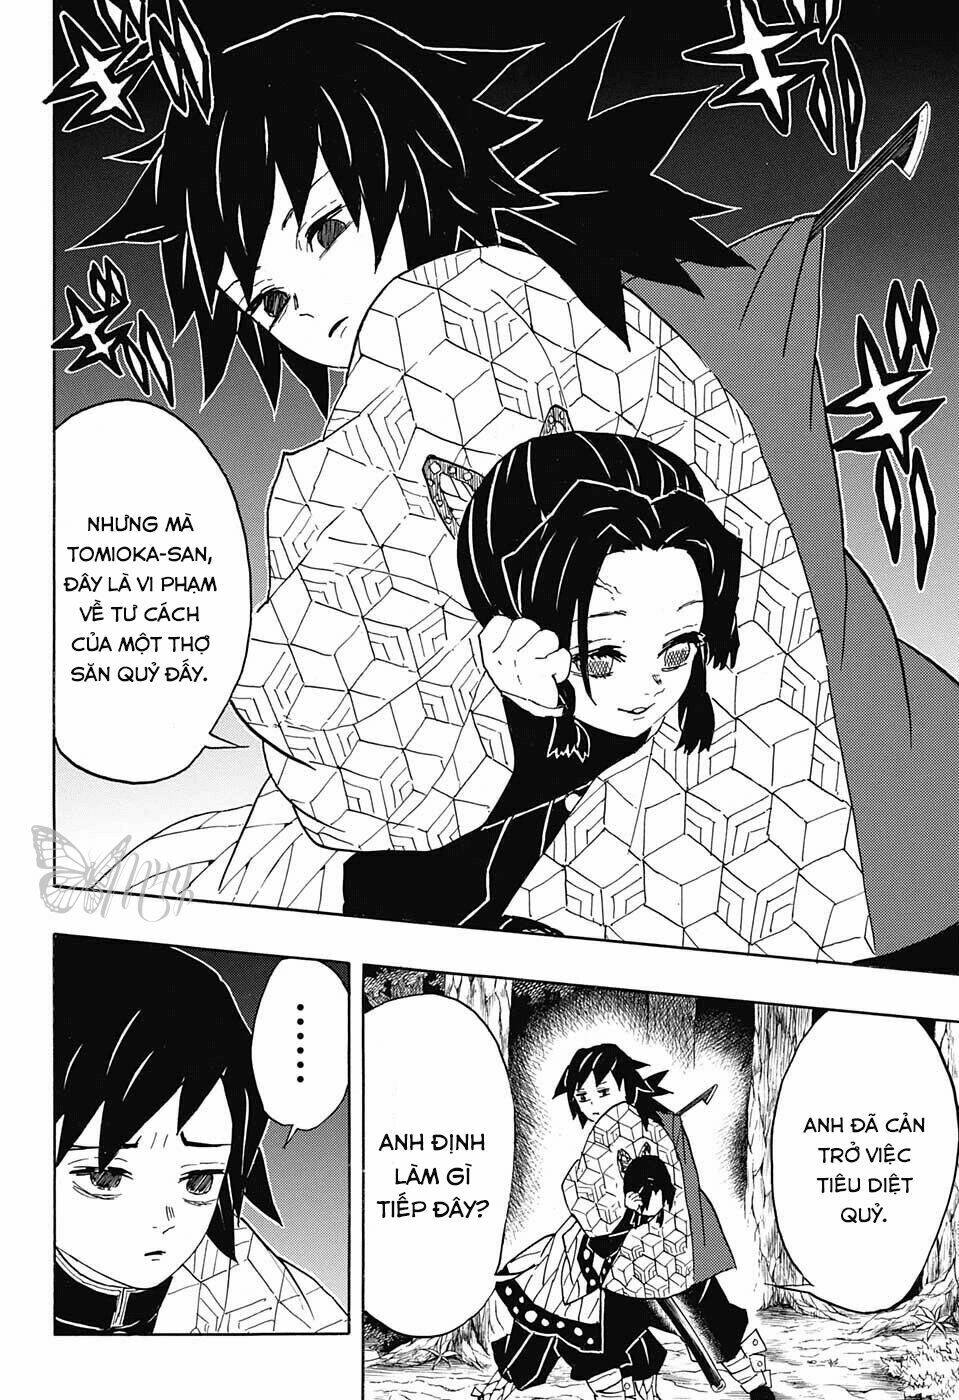 NHƯNG MÀ
TOMIOKA-SAN,
ĐÂY LÀ VI PHẠM
VỀ TƯ CÁCH
CỦA MỘT THỢ
SĂN QUỶ ĐẤY.
ANH ĐÃ CẢN
TRỞ VIỆC
TIÊU DIỆT
QUỶ.
ANH ĐỊNH
LÀM GÌ
TIẾP ĐÂY?
......